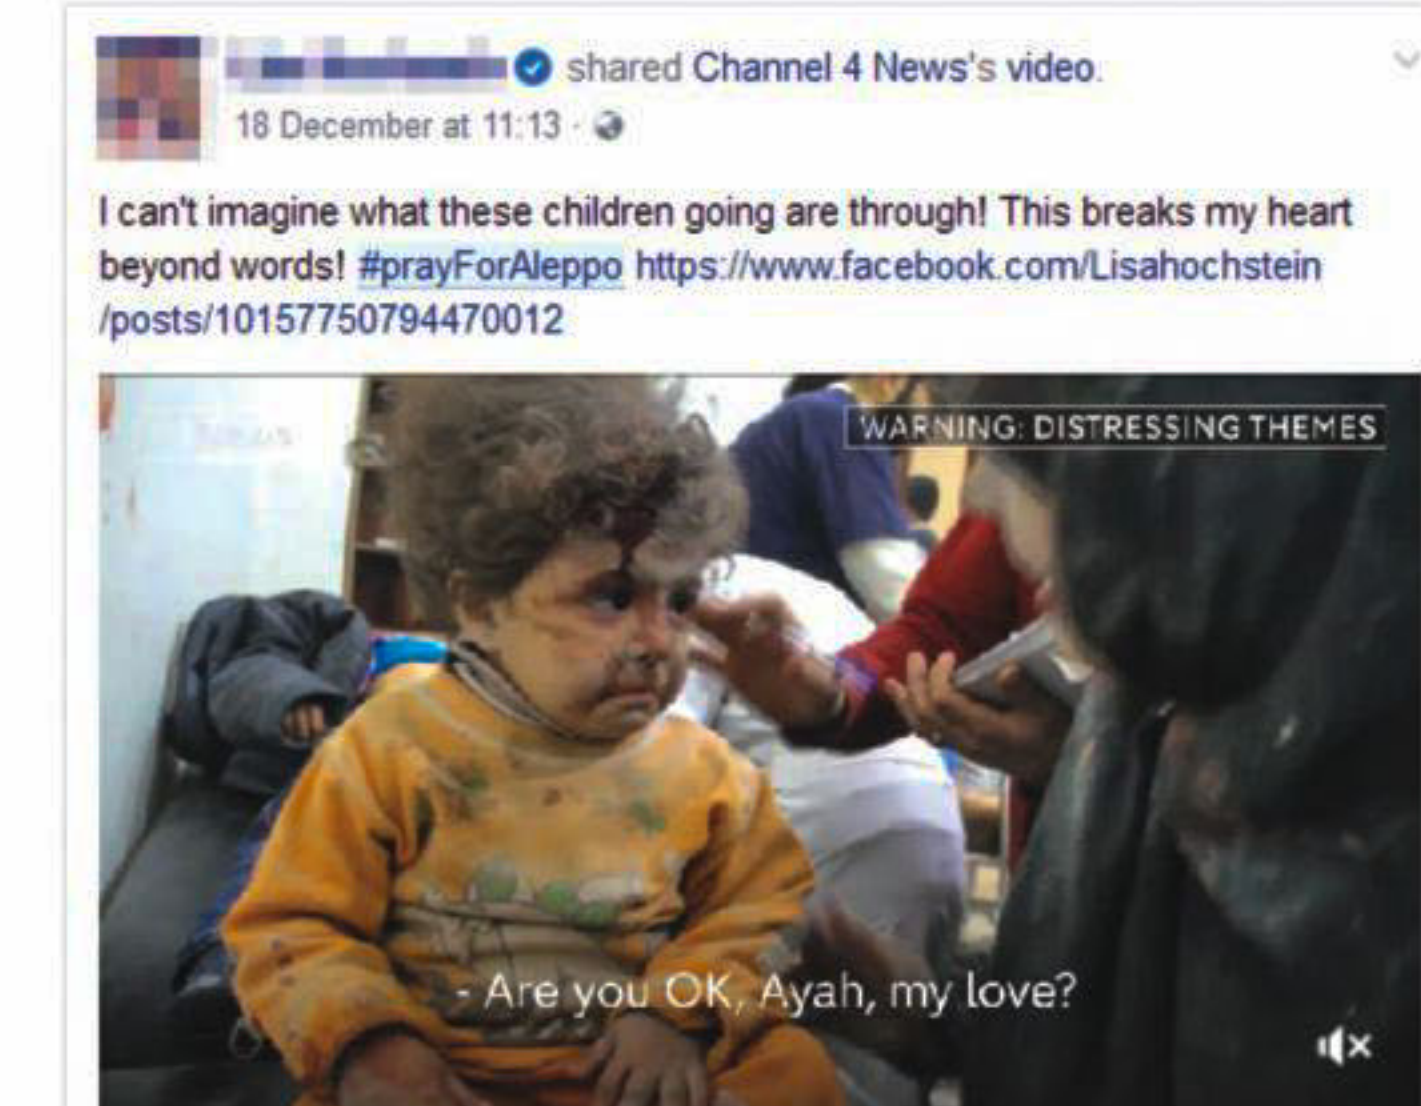 shared Channel 4 News's video.
18 December at 11:13 ·
I can't imagine what these children going are through! This breaks my heart
beyond words! #prayForAleppo https://www.facebook.com/Lisahochstein
/posts/10157750794470012
WARNING: DISTRESSING THEMES
- Are you OK, Ayah, my love?